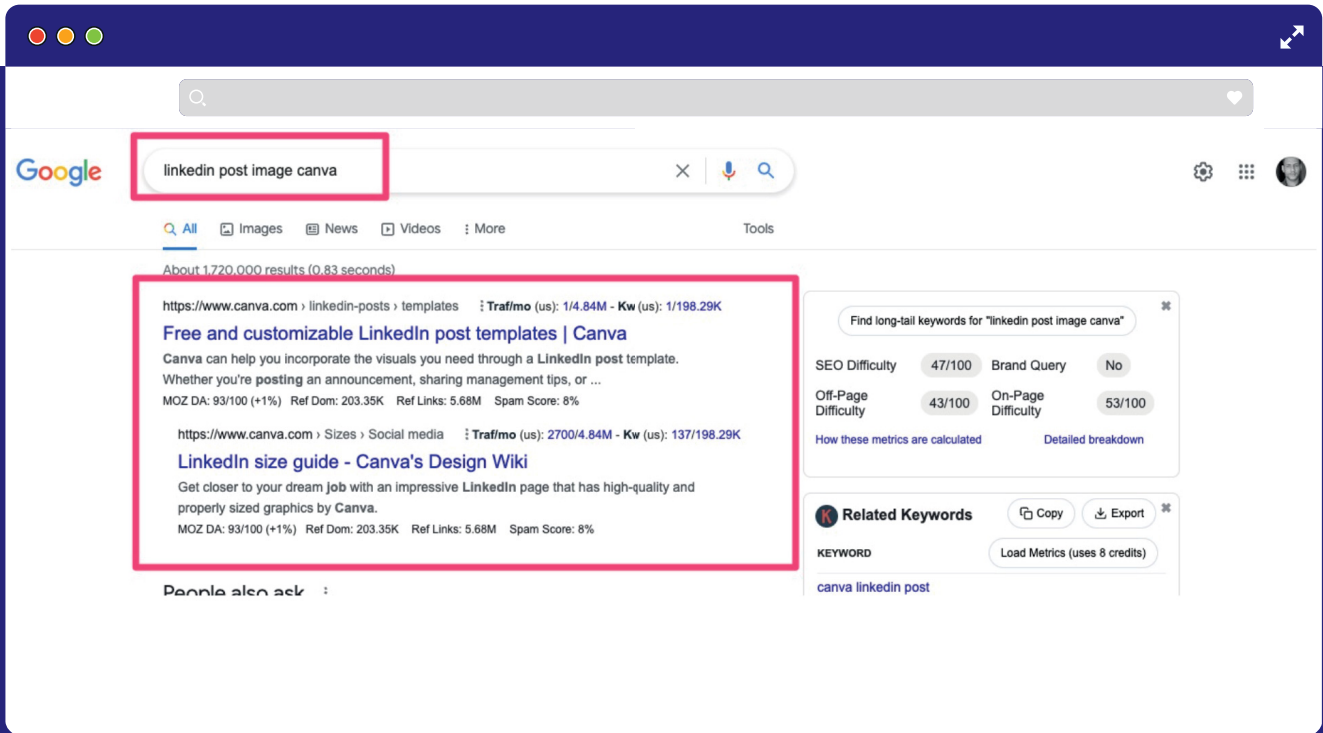 Google
linkedin post image canva
All Images News Videos More Tools
About 1,720,000 results (0.83 seconds)
https://www.canva.com › linkedin-posts › templates Traf/mo (us): 1/4.84M - Kw (us): 1/198.29K
Free and customizable LinkedIn post templates | Canva
Canva can help you incorporate the visuals you need through a LinkedIn post template.
Whether you're posting an announcement, sharing management tips, or ...
MOZ DA: 93/100 (+1%) Ref Dom: 203.35K Ref Links: 5.68M Spam Score: 8%
https://www.canva.com › Sizes › Social media Traf/mo (us): 2700/4.84M - Kw (us): 137/198.29K
LinkedIn size guide - Canva's Design Wiki
Get closer to your dream job with an impressive LinkedIn page that has high-quality and
properly sized graphics by Canva.
MOZ DA: 93/100 (+1%) Ref Dom: 203.35K Ref Links: 5.68M Spam Score: 8%
People also ask
Find long-tail keywords for "linkedin post image canva"
SEO Difficulty 47/100 Brand Query No
Off-Page Difficulty 43/100 On-Page Difficulty 53/100
How these metrics are calculated Detailed breakdown
K Related Keywords Copy Export
KEYWORD Load Metrics (uses 8 credits)
canva linkedin post